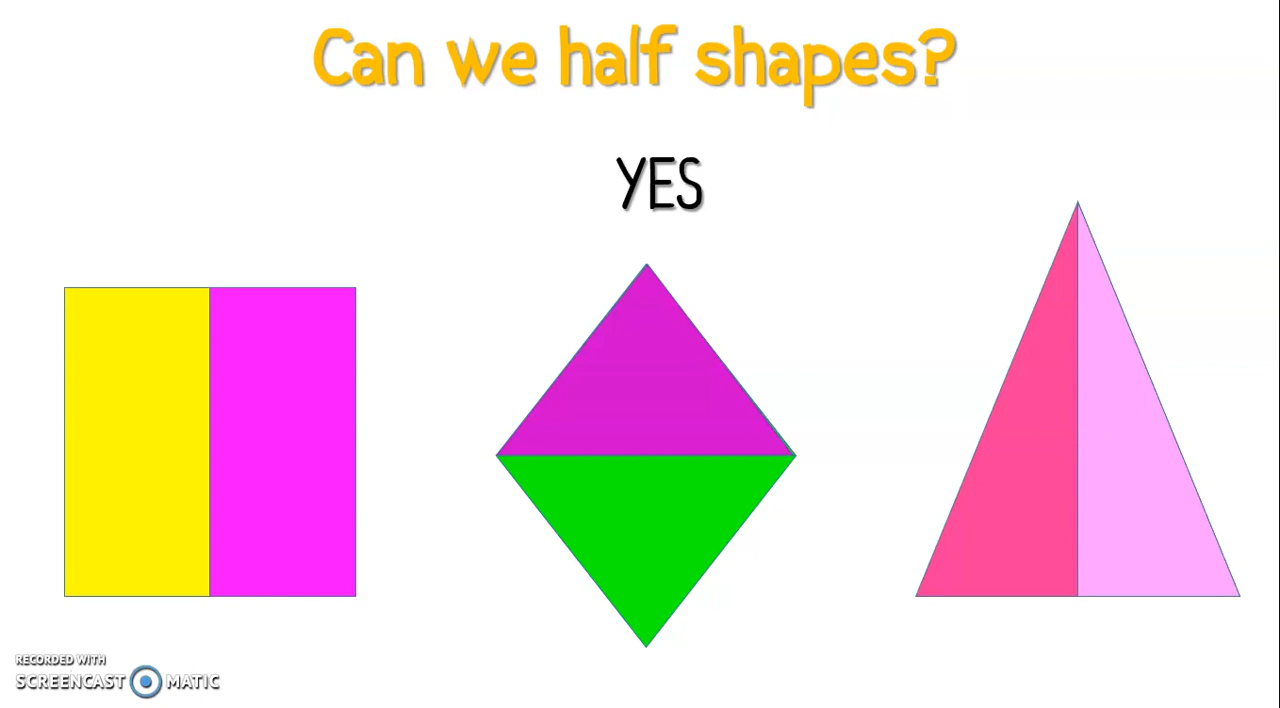 Can we half shapes?
YES
RECORDED WITH
SCREENCAST MATIC